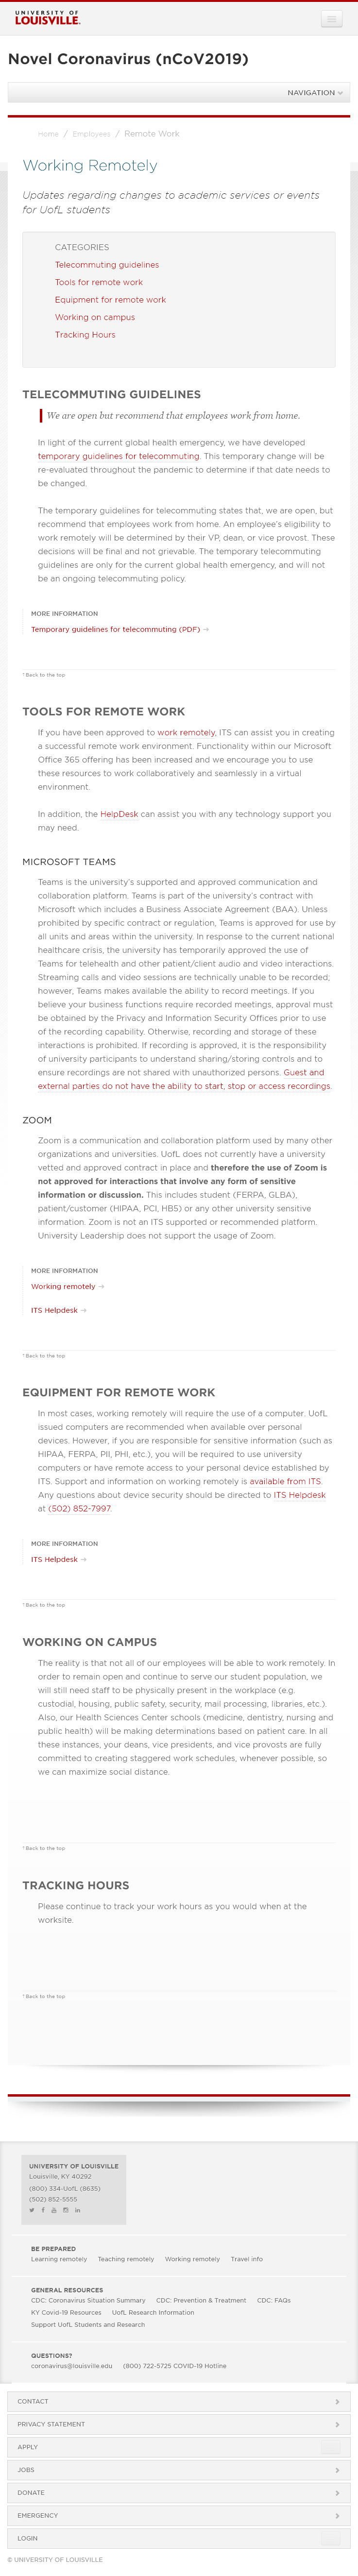 UNIVERSITY OF
LOUISVILLE.
Novel Coronavirus (nCoV2019)
NAVIGATION
Home / Employees / Remote Work
Working Remotely
Updates regarding changes to academic services or events
for UofL students
CATEGORIES
Telecommuting guidelines
Tools for remote work
Equipment for remote work
Working on campus
Tracking Hours
TELECOMMUTING GUIDELINES
We are open but recommend that employees work from home.
In light of the current global health emergency, we have developed
temporary guidelines for telecommuting. This temporary change will be
re-evaluated throughout the pandemic to determine if that date needs to
be changed.
The temporary guidelines for telecommuting states that, we are open, but
recommend that employees work from home. An employee's eligibility to
work remotely will be determined by their VP, dean, or vice provost. These
decisions will be final and not grievable. The temporary telecommuting
guidelines are only for the current global health emergency, and will not
be an ongoing telecommuting policy.
MORE INFORMATION
Temporary guidelines for telecommuting (PDF) →
↑ Back to the top
TOOLS FOR REMOTE WORK
If you have been approved to work remotely, ITS can assist you in creating
a successful remote work environment. Functionality within our Microsoft
Office 365 offering has been increased and we encourage you to use
these resources to work collaboratively and seamlessly in a virtual
environment.
In addition, the HelpDesk can assist you with any technology support you
may need.
MICROSOFT TEAMS
Teams is the university's supported and approved communication and
collaboration platform. Teams is part of the university's contract with
Microsoft which includes a Business Associate Agreement (BAA). Unless
prohibited by specific contract or regulation, Teams is approved for use by
all units and areas within the university. In response to the current national
healthcare crisis, the university has temporarily approved the use of
Teams for telehealth and other patient/client audio and video interactions.
Streaming calls and video sessions are technically unable to be recorded;
however, Teams makes available the ability to record meetings. If you
believe your business functions require recorded meetings, approval must
be obtained by the Privacy and Information Security Offices prior to use
of the recording capability. Otherwise, recording and storage of these
interactions is prohibited. If recording is approved, it is the responsibility
of university participants to understand sharing/storing controls and to
ensure recordings are not shared with unauthorized persons. Guest and
external parties do not have the ability to start, stop or access recordings.
ZOOM
Zoom is a communication and collaboration platform used by many other
organizations and universities. UofL does not currently have a university
vetted and approved contract in place and therefore the use of Zoom is
not approved for interactions that involve any form of sensitive
information or discussion. This includes student (FERPA, GLBA),
patient/customer (HIPAA, PCI, HB5) or any other university sensitive
information. Zoom is not an ITS supported or recommended platform.
University Leadership does not support the usage of Zoom.
MORE INFORMATION
Working remotely →
ITS Helpdesk →
↑ Back to the top
EQUIPMENT FOR REMOTE WORK
In most cases, working remotely will require the use of a computer. UofL
issued computers are recommended when available over personal
devices. However, if you are responsible for sensitive information (such as
HIPAA, FERPA, PII, PHI, etc.), you will be required to use university
computers or have remote access to your personal device established by
ITS. Support and information on working remotely is available from ITS.
Any questions about device security should be directed to ITS Helpdesk
at (502) 852-7997.
MORE INFORMATION
ITS Helpdesk →
↑ Back to the top
WORKING ON CAMPUS
The reality is that not all of our employees will be able to work remotely. In
order to remain open and continue to serve our student population, we
will still need staff to be physically present in the workplace (e.g.
custodial, housing, public safety, security, mail processing, libraries, etc.).
Also, our Health Sciences Center schools (medicine, dentistry, nursing and
public health) will be making determinations based on patient care. In all
these instances, your deans, vice presidents, and vice provosts are fully
committed to creating staggered work schedules, whenever possible, so
we can maximize social distance.
↑ Back to the top
TRACKING HOURS
Please continue to track your work hours as you would when at the
worksite.
↑ Back to the top
UNIVERSITY OF LOUISVILLE
Louisville, KY 40292
(800) 334-UofL (8635)
(502) 852-5555
BE PREPARED
Learning remotely Teaching remotely Working remotely Travel info
GENERAL RESOURCES
CDC: Coronavirus Situation Summary CDC: Prevention & Treatment CDC: FAQs
KY Covid-19 Resources UofL Research Information
Support UofL Students and Research
QUESTIONS?
coronavirus@louisville.edu (800) 722-5725 COVID-19 Hotline
CONTACT
PRIVACY STATEMENT
APPLY
JOBS
DONATE
EMERGENCY
LOGIN
© UNIVERSITY OF LOUISVILLE